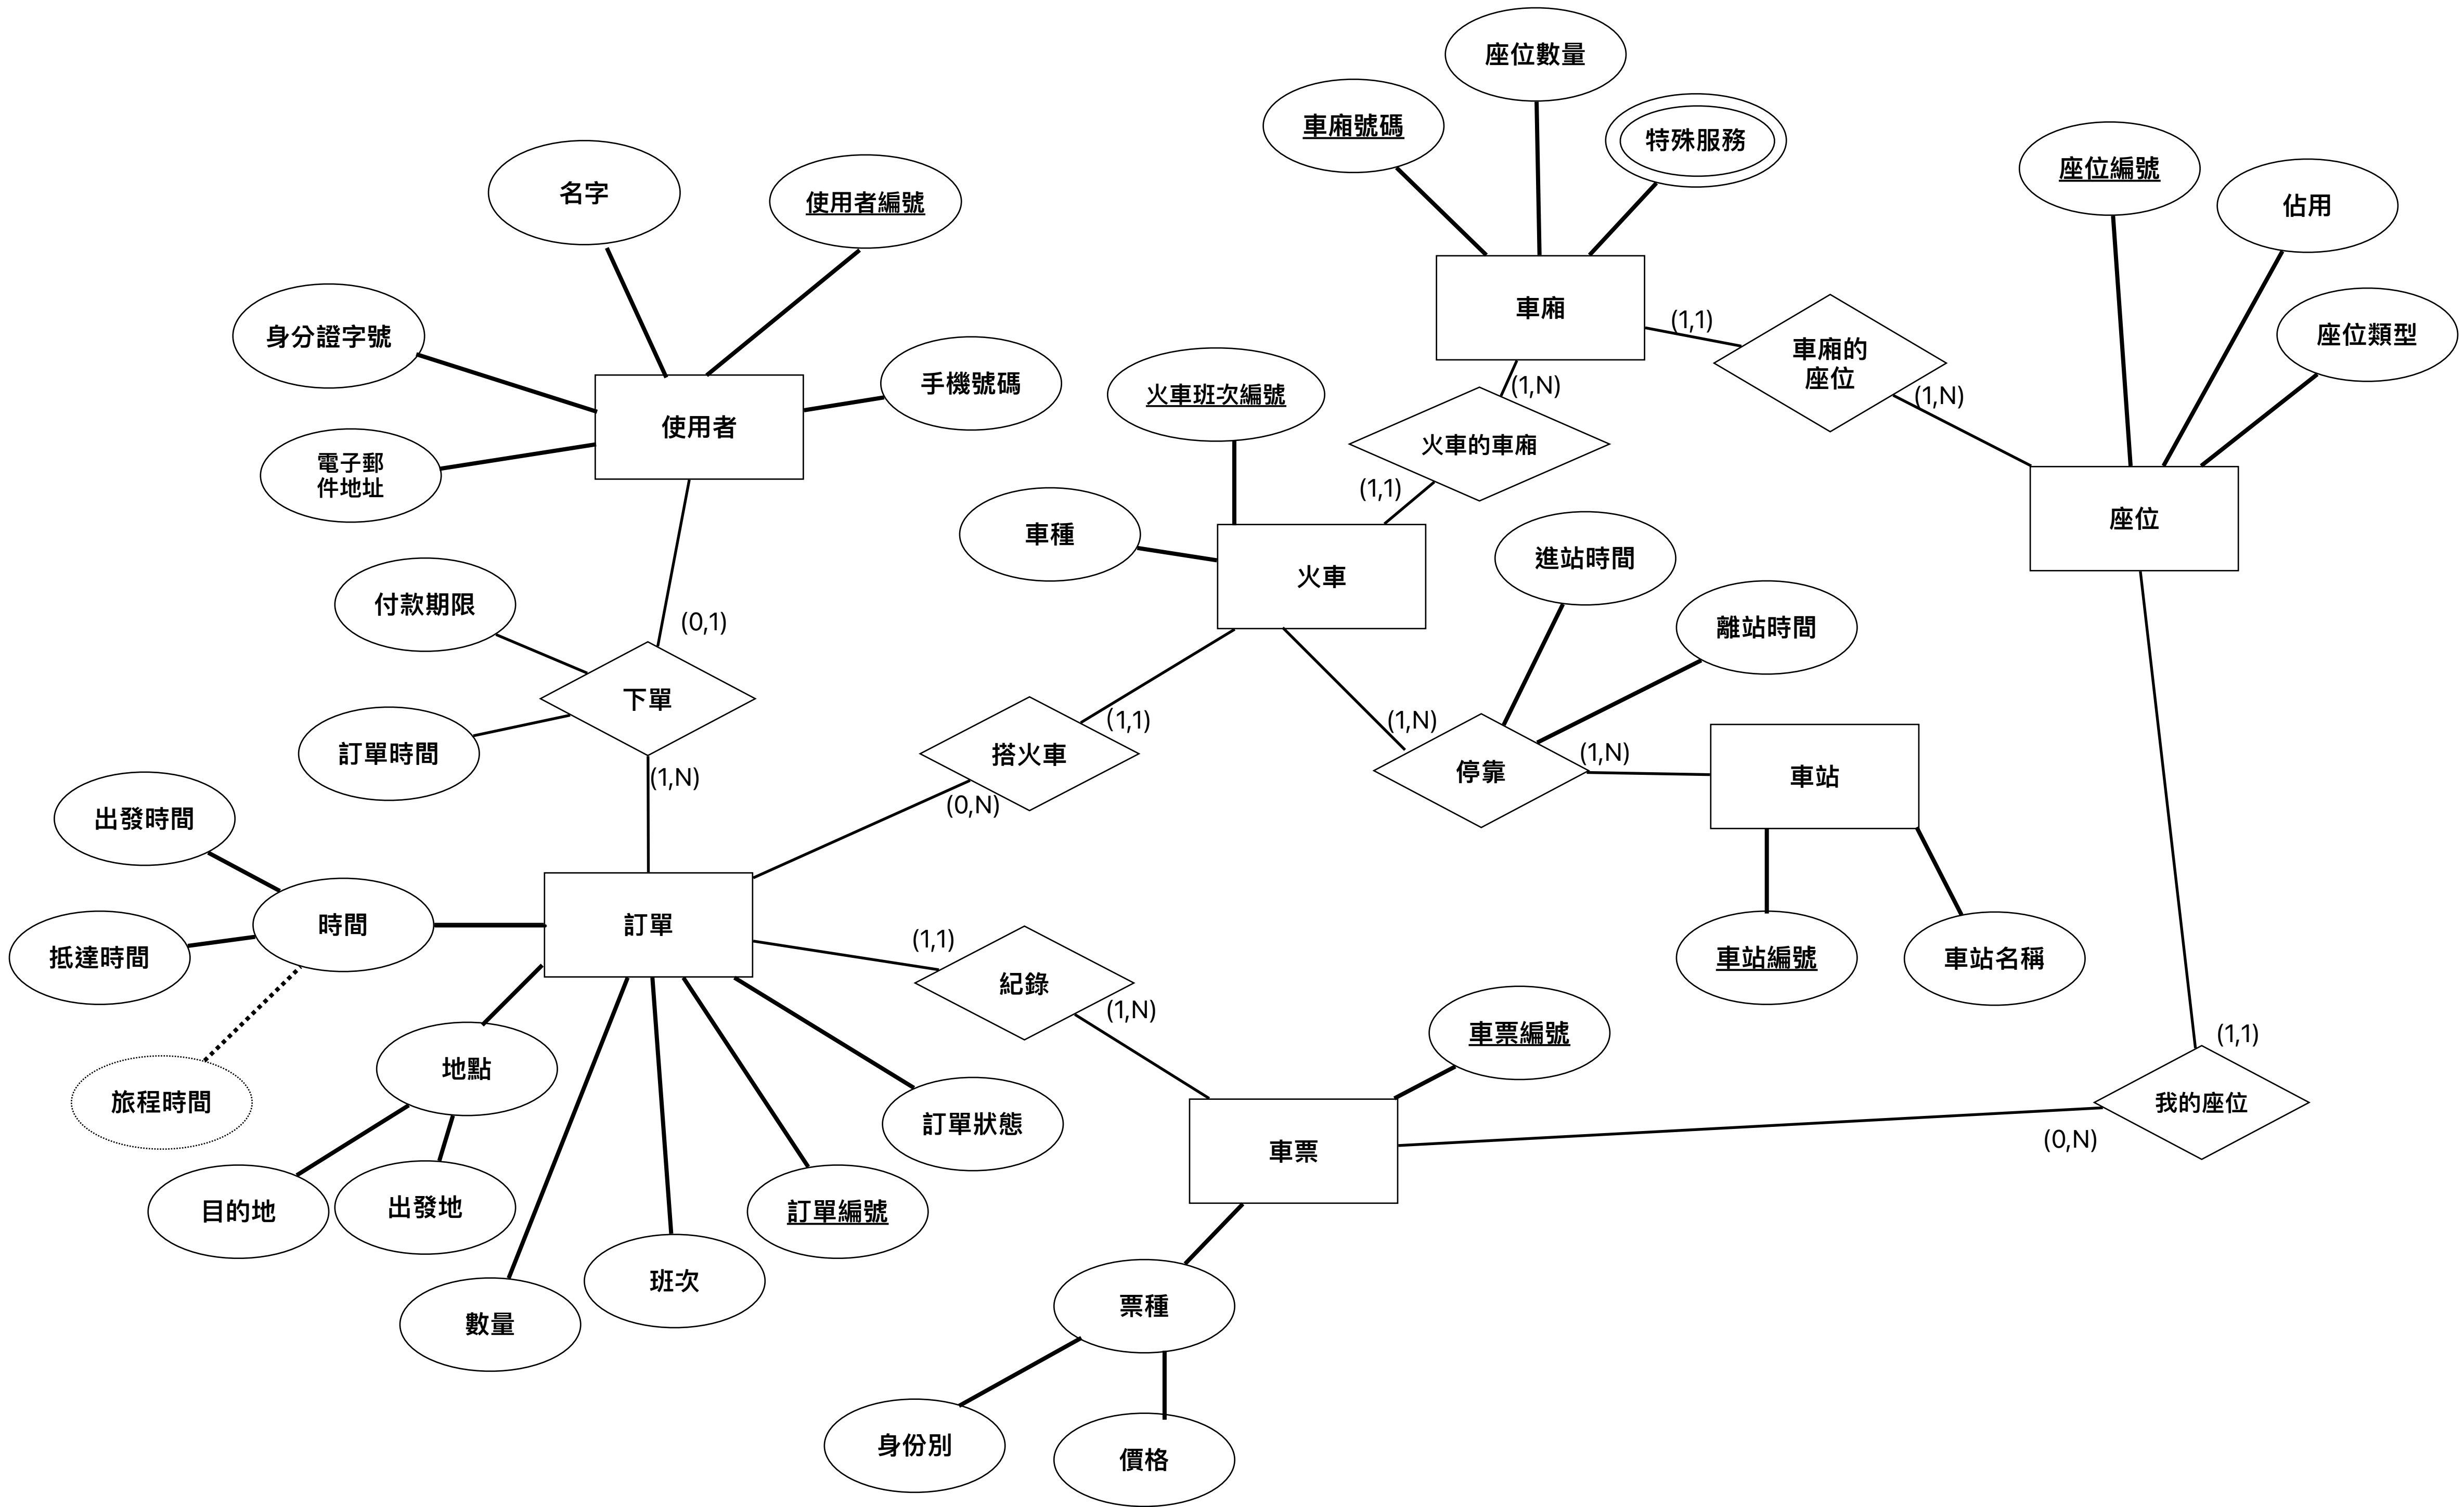 座位數量
車廂號碼
特殊服務
座位編號
名字
使用者編號
佔用
車廂
身分證字號
(1,1)
座位類型
車廂的
座位
手機號碼
火車班次編號
(1,N)
(1,N)
使用者
火車的車廂
電子郵
件地址
(1,1)
車種
座位
進站時間
火車
付款期限
(0,1)
離站時間
下單
(1,1)
(1,N)
訂單時間
搭火車
(1,N)
停靠
車站
(1,N)
(0,N)
出發時間
時間
訂單
(1,1)
抵達時間
車站編號
車站名稱
紀錄
(1,N)
車票編號
(1,1)
地點
旅程時間
我的座位
訂單狀態
(0,N)
車票
目的地
出發地
訂單編號
班次
數量
票種
身份別
價格